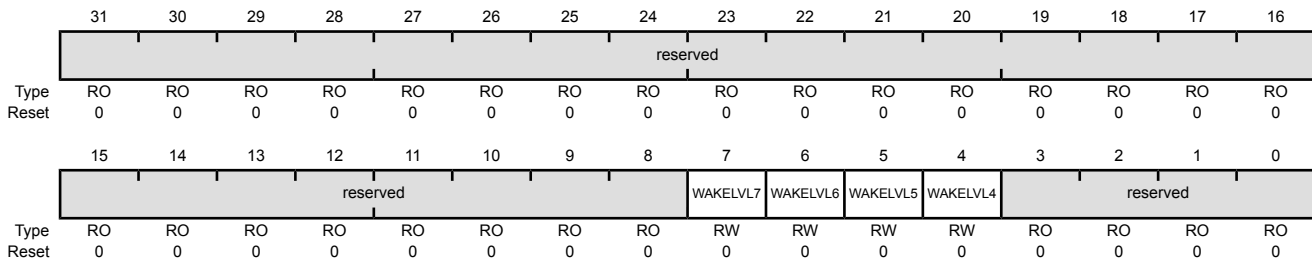 31 30 29 28 27 26 25 24 23 22 21 20 19 18 17 16
reserved
Type RO RO RO RO RO RO RO RO RO RO RO RO RO RO RO RO
Reset 0 0 0 0 0 0 0 0 0 0 0 0 0 0 0 0
15 14 13 12 11 10 9 8 7 6 5 4 3 2 1 0
reserved WAKELVL7 WAKELVL6 WAKELVL5 WAKELVL4 reserved
Type RO RO RO RO RO RO RO RO RW RW RW RW RO RO RO RO
Reset 0 0 0 0 0 0 0 0 0 0 0 0 0 0 0 0